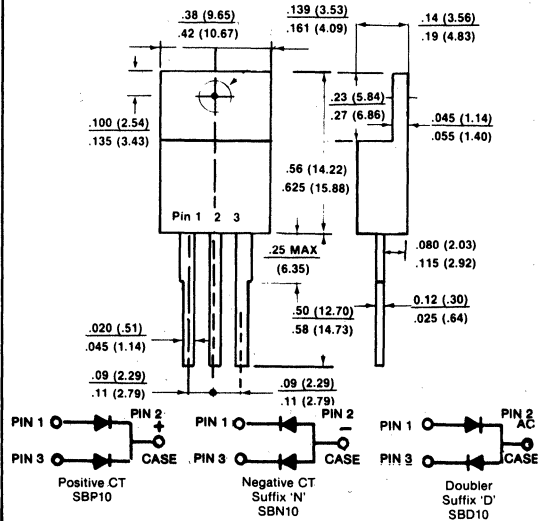 .38 (9.65)
.42 (10.67)
.139 (3.53)
.161 (4.09)
.14 (3.56)
.19 (4.83)
.100 (2.54)
.135 (3.43)
.23 (5.84)
.27 (6.86)
.045 (1.14)
.055 (1.40)
.56 (14.22)
.625 (15.88)
Pin 1 2 3
.25 MAX
(6.35)
.080 (2.03)
.115 (2.92)
.020 (.51)
.045 (1.14)
.50 (12.70)
.58 (14.73)
0.12 (.30)
.025 (.64)
.09 (2.29)
.11 (2.79)
.09 (2.29)
.11 (2.79)
PIN 1
PIN 2
+
PIN 3
CASE
Positive CT
SBP10
PIN 1
PIN 2
–
PIN 3
CASE
Negative CT
Suffix 'N'
SBN10
PIN 1
PIN 2
AC
PIN 3
CASE
Doubler
Suffix 'D'
SBD10